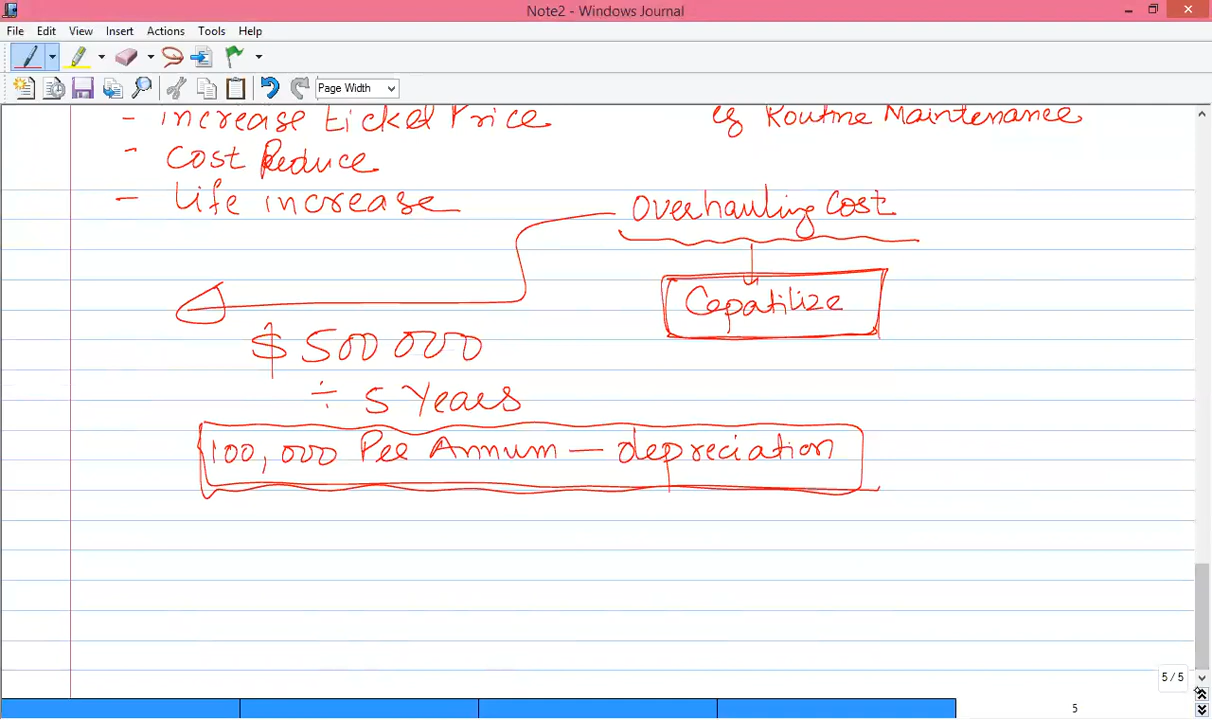 Note2 - Windows Journal
File Edit View Insert Actions Tools Help
Page Width
- increase ticket Price
eg Routine Maintenance
- Cost Reduce
- Life increase
Overhauling Cost
Cepatilize
$ 500 000
÷ 5 Years
100,000 Per Annum — depreciation
5 / 5
5